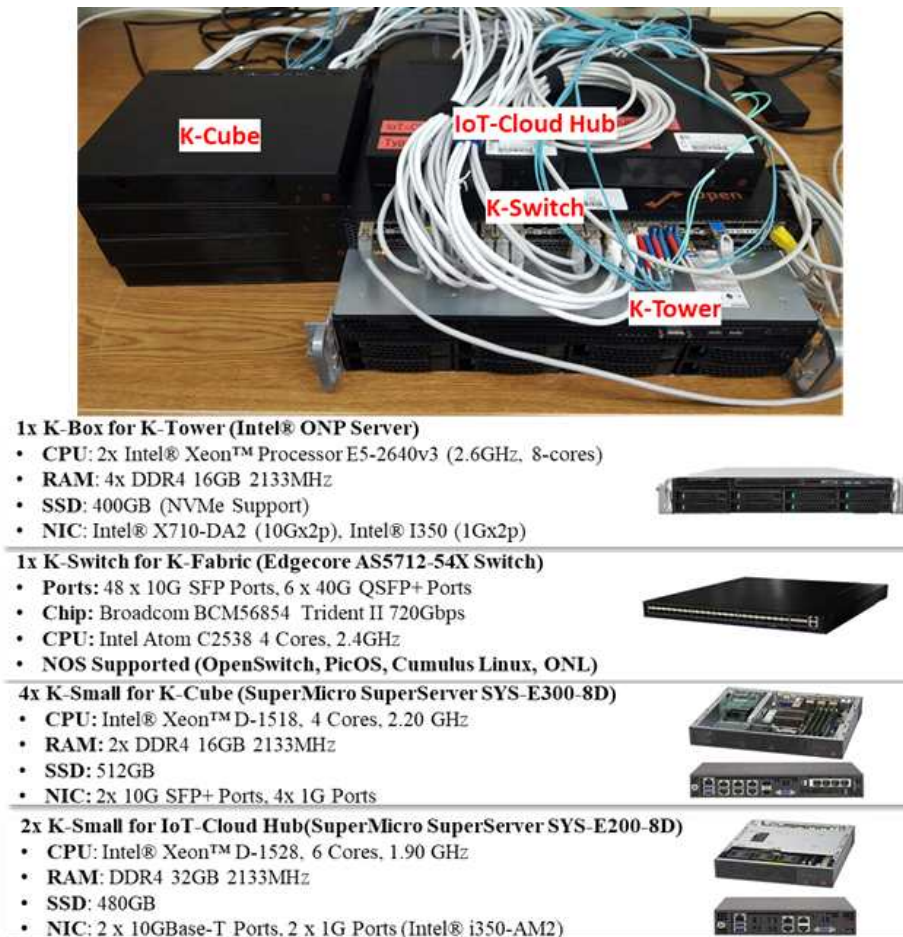 K-Cube
IoT-Cloud Hub
K-Switch
open
K-Tower
1x K-Box for K-Tower (Intel® ONP Server)
• CPU: 2x Intel® Xeon™ Processor E5-2640v3 (2.6GHz, 8-cores)
• RAM: 4x DDR4 16GB 2133MHz
• SSD: 400GB (NVMe Support)
• NIC: Intel® X710-DA2 (10Gx2p), Intel® I350 (1Gx2p)
1x K-Switch for K-Fabric (Edgecore AS5712-54X Switch)
• Ports: 48 x 10G SFP Ports, 6 x 40G QSFP+ Ports
• Chip: Broadcom BCM56854 Trident II 720Gbps
• CPU: Intel Atom C2538 4 Cores, 2.4GHz
• NOS Supported (OpenSwitch, PicOS, Cumulus Linux, ONL)
4x K-Small for K-Cube (SuperMicro SuperServer SYS-E300-8D)
• CPU: Intel® Xeon™ D-1518, 4 Cores, 2.20 GHz
• RAM: 2x DDR4 16GB 2133MHz
• SSD: 512GB
• NIC: 2x 10G SFP+ Ports, 4x 1G Ports
2x K-Small for IoT-Cloud Hub(SuperMicro SuperServer SYS-E200-8D)
• CPU: Intel® Xeon™ D-1528, 6 Cores, 1.90 GHz
• RAM: DDR4 32GB 2133MHz
• SSD: 480GB
• NIC: 2 x 10GBase-T Ports, 2 x 1G Ports (Intel® i350-AM2)